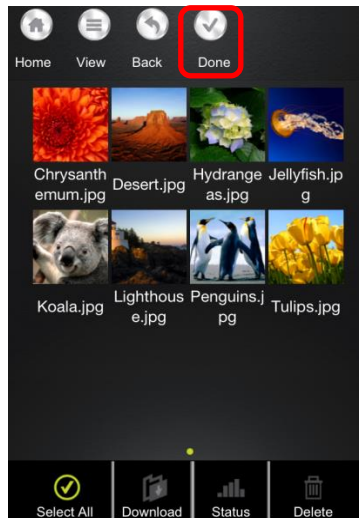 Home View Back Done
Chrysanth
emum.jpg
Desert.jpg
Hydrange
as.jpg
Jellyfish.jp
g
Koala.jpg
Lighthous
e.jpg
Penguins.j
pg
Tulips.jpg
Select All Download Status Delete